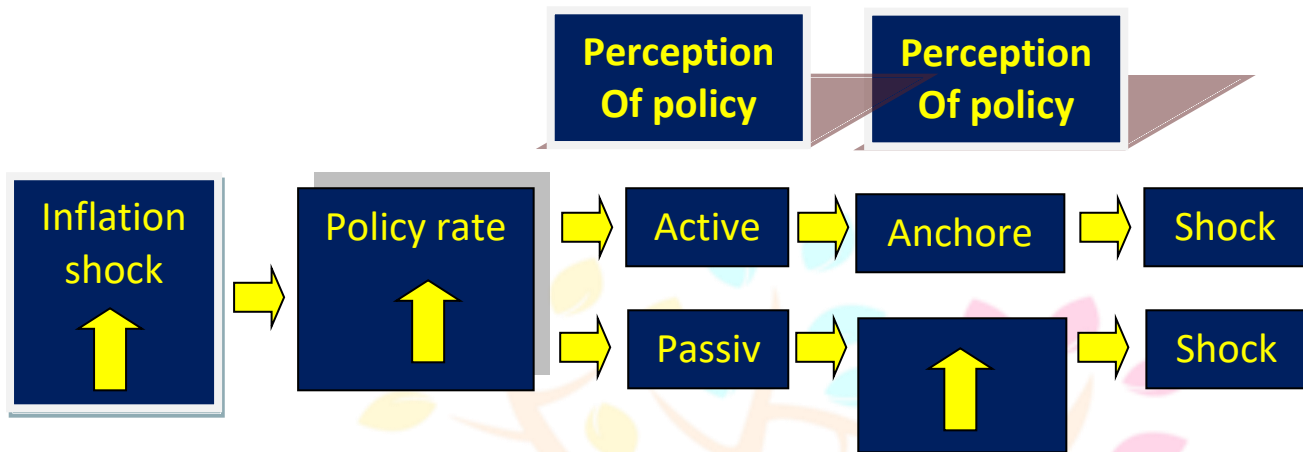 Perception
Of policy
Perception
Of policy
Inflation
shock
Policy rate
Active
Anchore
Shock
Passiv
Shock